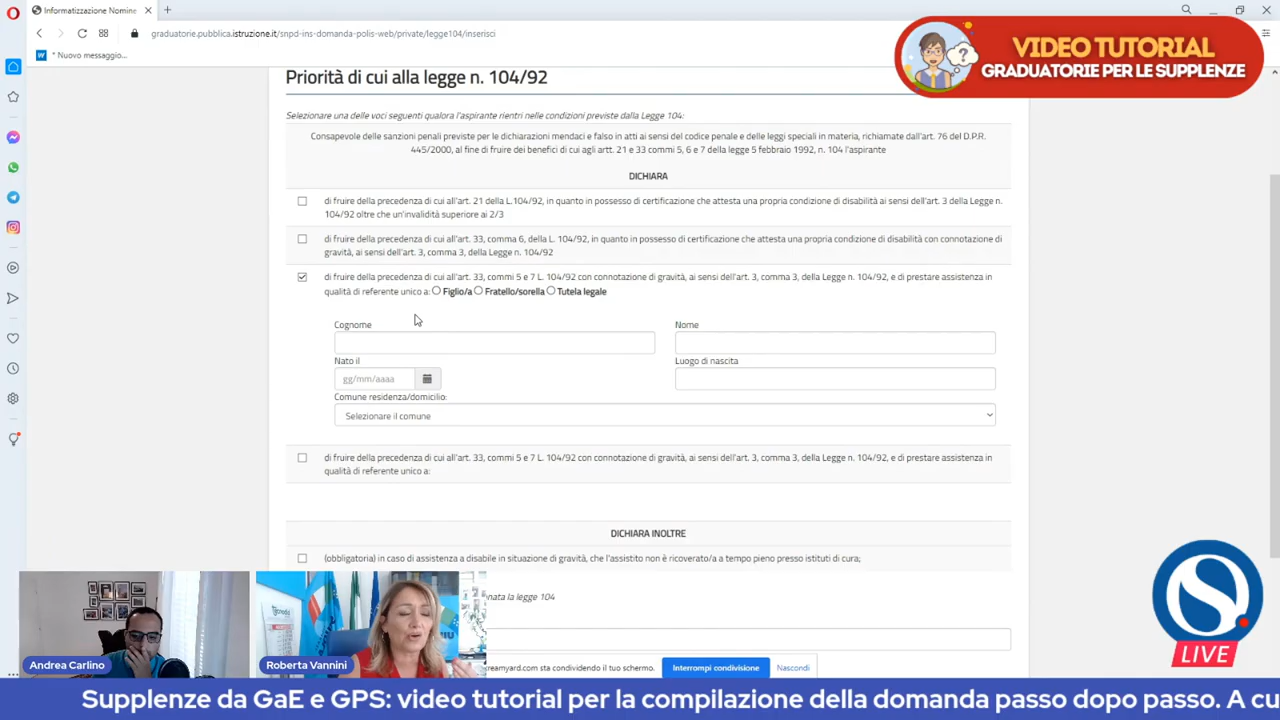 Informatizzazione Nomine
graduatorie.pubblica.istruzione.it/snpd-ins-domanda-polis-web/private/legge104/inserisci
* Nuovo messaggio...
VIDEO TUTORIAL
GRADUATORIE PER LE SUPPLENZE
Priorità di cui alla legge n. 104/92
Selezionare una delle voci seguenti qualora l'aspirante rientri nelle condizioni previste dalla Legge 104:
Consapevole delle sanzioni penali previste per le dichiarazioni mendaci e falso in atti ai sensi del codice penale e delle leggi speciali in materia, richiamate dall'art. 76 del D.P.R.
445/2000, al fine di fruire dei benefici di cui agli artt. 21 e 33 commi 5, 6 e 7 della legge 5 febbraio 1992, n. 104 l'aspirante
DICHIARA
di fruire della precedenza di cui all'art. 21 della L.104/92, in quanto in possesso di certificazione che attesta una propria condizione di disabilità ai sensi dell'art. 3 della Legge n.
104/92 oltre che un'invalidità superiore ai 2/3
di fruire della precedenza di cui all'art. 33, comma 6, della L. 104/92, in quanto in possesso di certificazione che attesta una propria condizione di disabilità con connotazione di
gravità, ai sensi dell'art. 3, comma 3, della Legge n. 104/92
di fruire della precedenza di cui all'art. 33, commi 5 e 7 L. 104/92 con connotazione di gravità, ai sensi dell'art. 3, comma 3, della Legge n. 104/92, e di prestare assistenza in
qualità di referente unico a: Figlio/a Fratello/sorella Tutela legale
Cognome
Nome
Nato il
Luogo di nascita
gg/mm/aaaa
Comune residenza/domicilio:
Selezionare il comune
di fruire della precedenza di cui all'art. 33, commi 5 e 7 L. 104/92 con connotazione di gravità, ai sensi dell'art. 3, comma 3, della Legge n. 104/92, e di prestare assistenza in
qualità di referente unico a:
DICHIARA INOLTRE
(obbligatorio) in caso di assistenza a disabile in situazione di gravità, che l'assistito non è ricoverato/a a tempo pieno presso istituti di cura;
nata la legge 104
Andrea Carlino
Roberta Vannini
reamyard.com sta condividendo il tuo schermo.
Interrompi condivisione
Nascondi
S
LIVE
Supplenze da GaE e GPS: video tutorial per la compilazione della domanda passo dopo passo. A cu